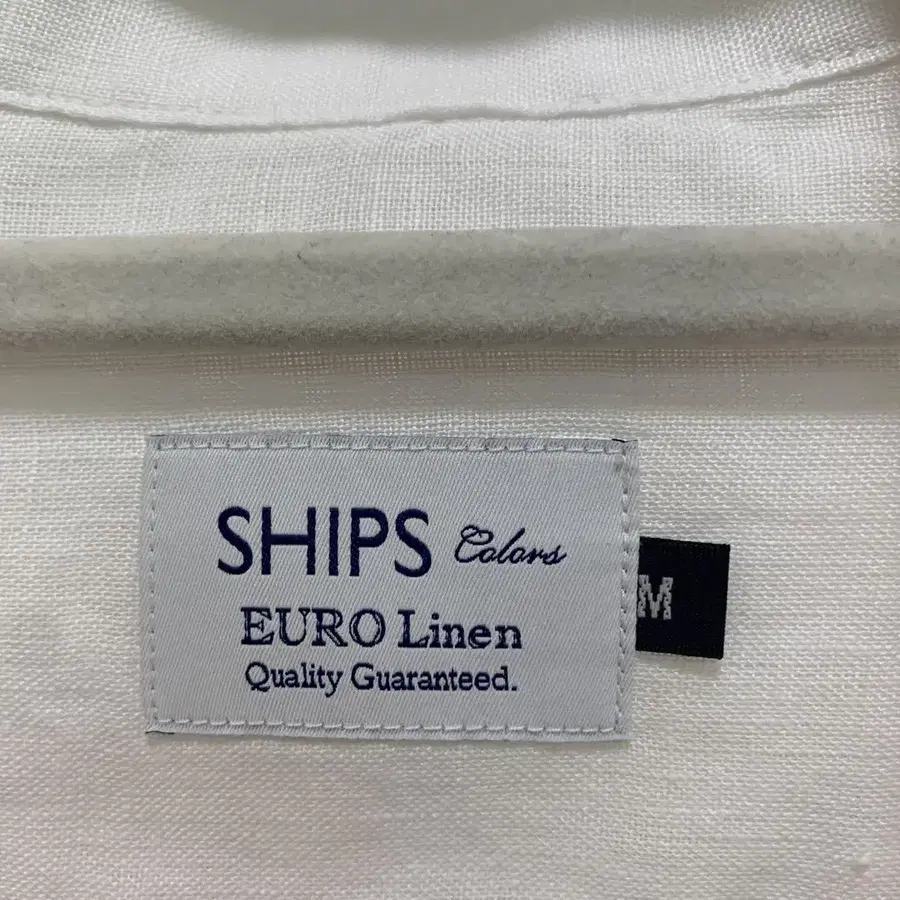 SHIPS Colors
EURO Linen
Quality Guaranteed.
M